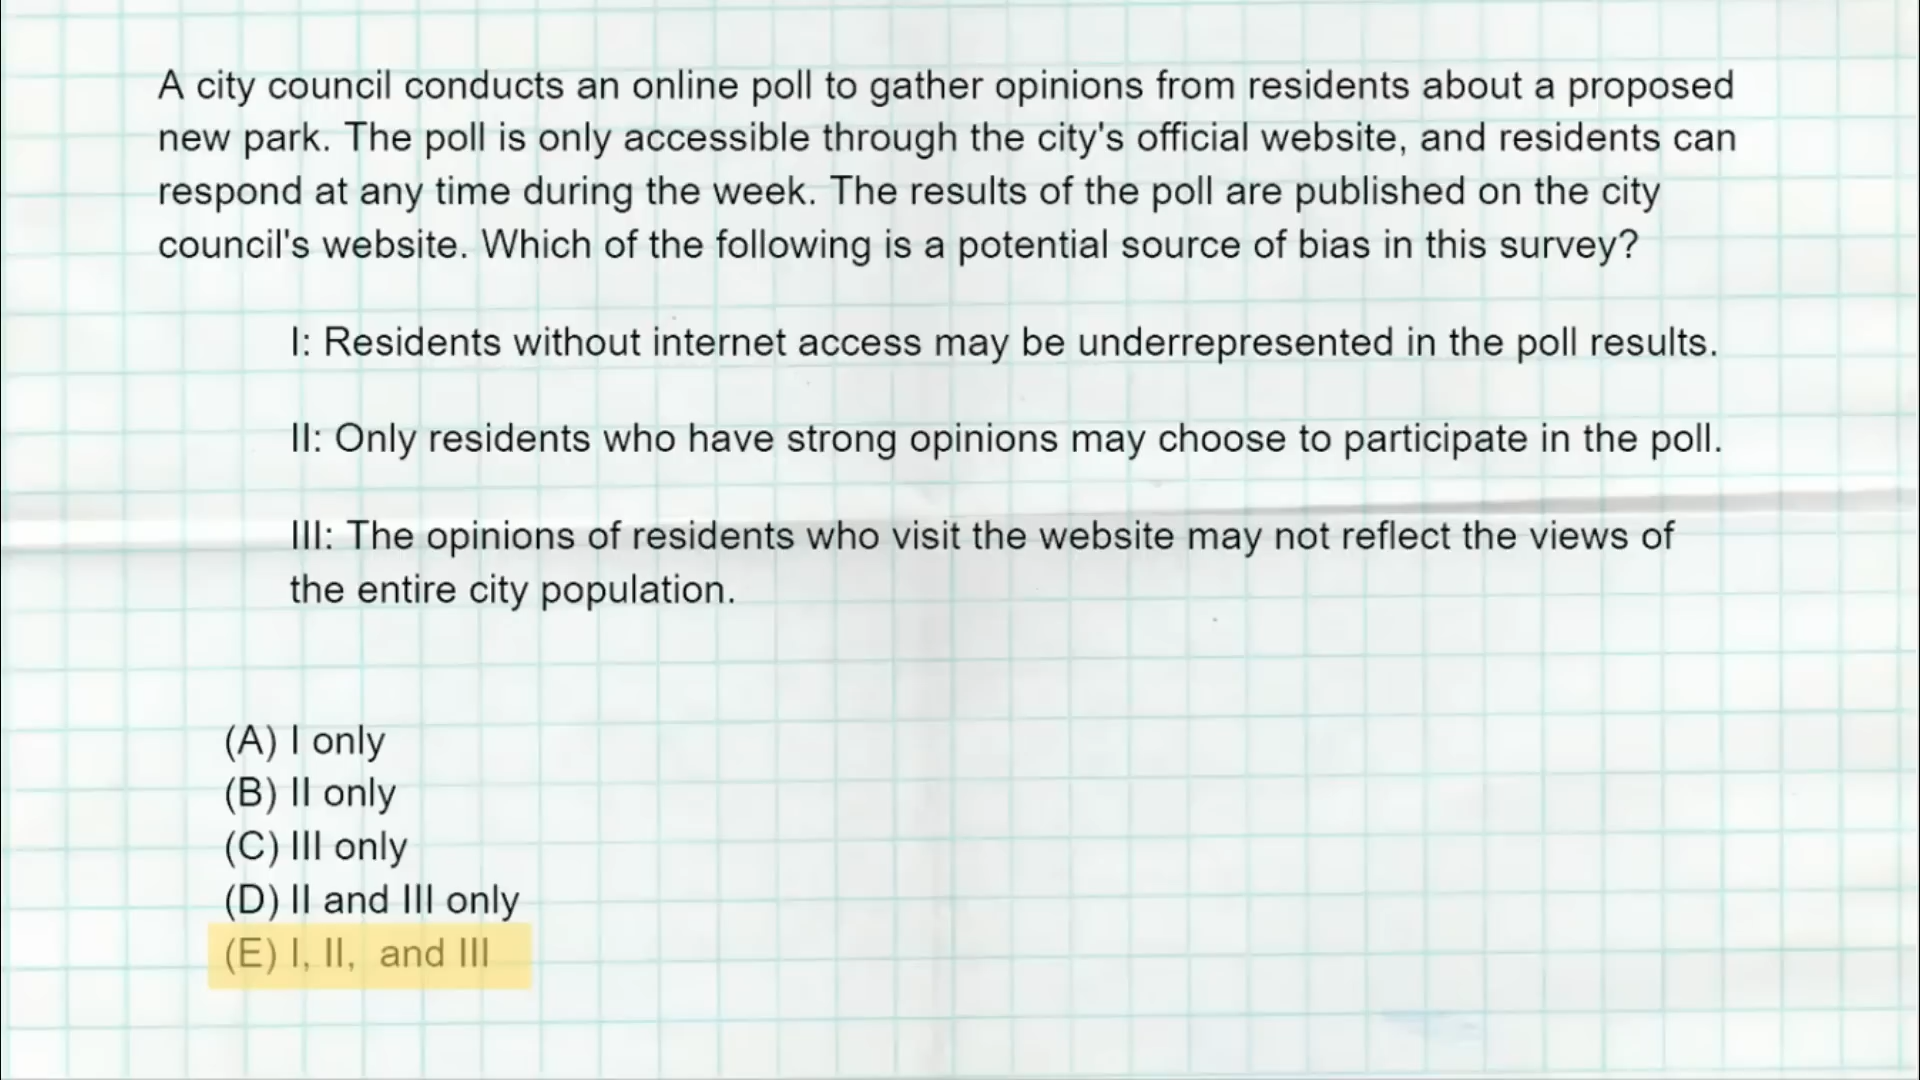 A city council conducts an online poll to gather opinions from residents about a proposed
new park. The poll is only accessible through the city's official website, and residents can
respond at any time during the week. The results of the poll are published on the city
council's website. Which of the following is a potential source of bias in this survey?
I: Residents without internet access may be underrepresented in the poll results.
II: Only residents who have strong opinions may choose to participate in the poll.
III: The opinions of residents who visit the website may not reflect the views of
the entire city population.
(A) I only
(B) II only
(C) III only
(D) II and III only
(E) I, II,  and III